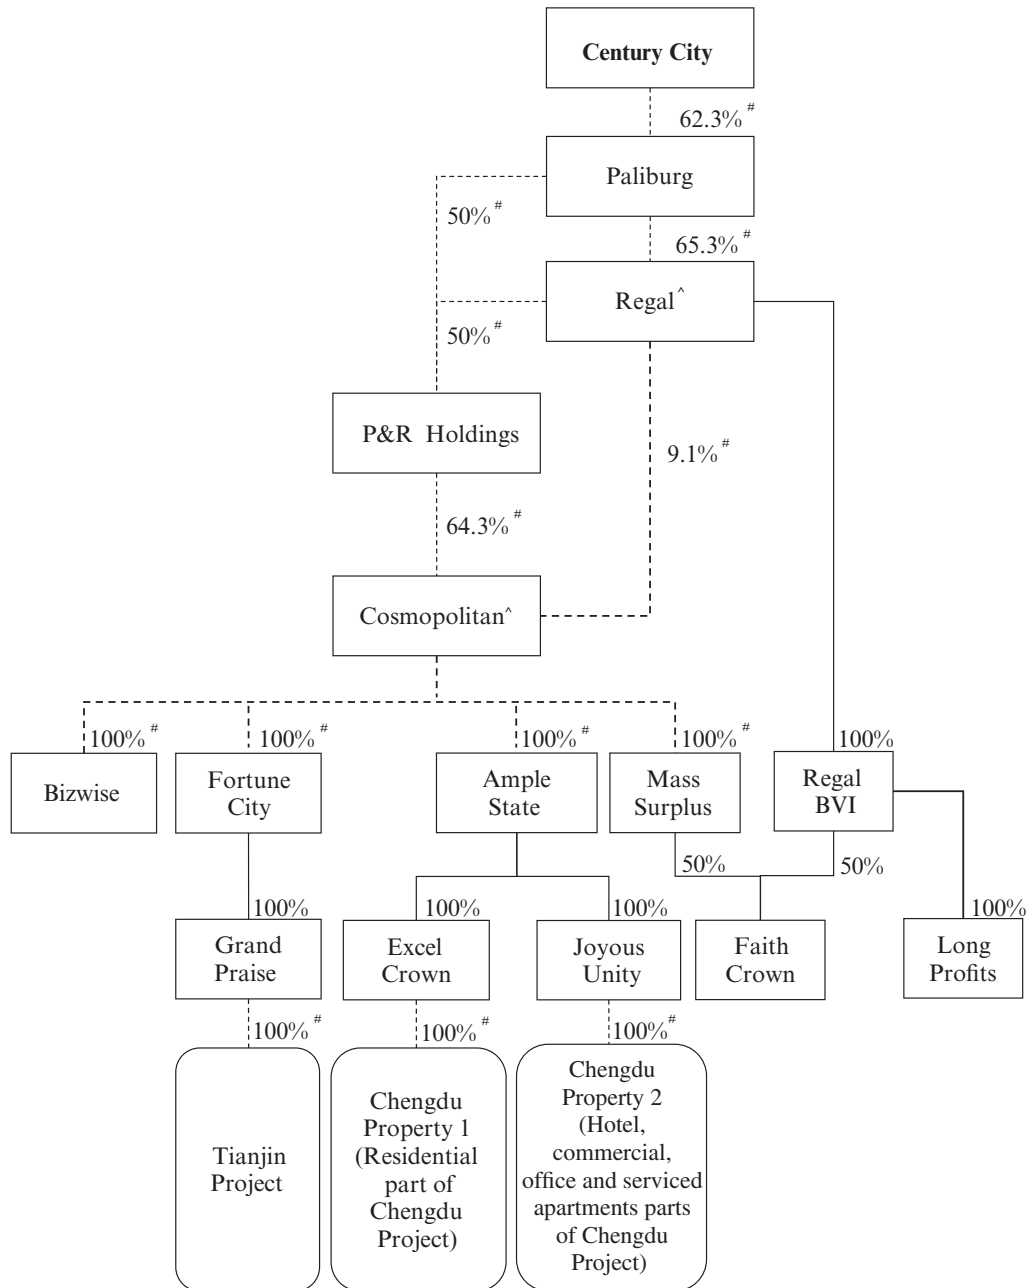 Century City
62.3% #
Paliburg
50% #
65.3% #
Regal ^
50% #
P&R Holdings
9.1% #
64.3% #
Cosmopolitan^
100% #
100% #
100% #
100% #
100%
Bizwise
Fortune
City
Ample
State
Mass
Surplus
Regal
BVI
50%
50%
100%
100%
100%
100%
Grand
Praise
Excel
Crown
Joyous
Unity
Faith
Crown
Long
Profits
100% #
100% #
100% #
Tianjin
Project
Chengdu
Property 1
(Residential
part of
Chengdu
Project)
Chengdu
Property 2
(Hotel,
commercial,
office and serviced
apartments parts
of Chengdu
Project)